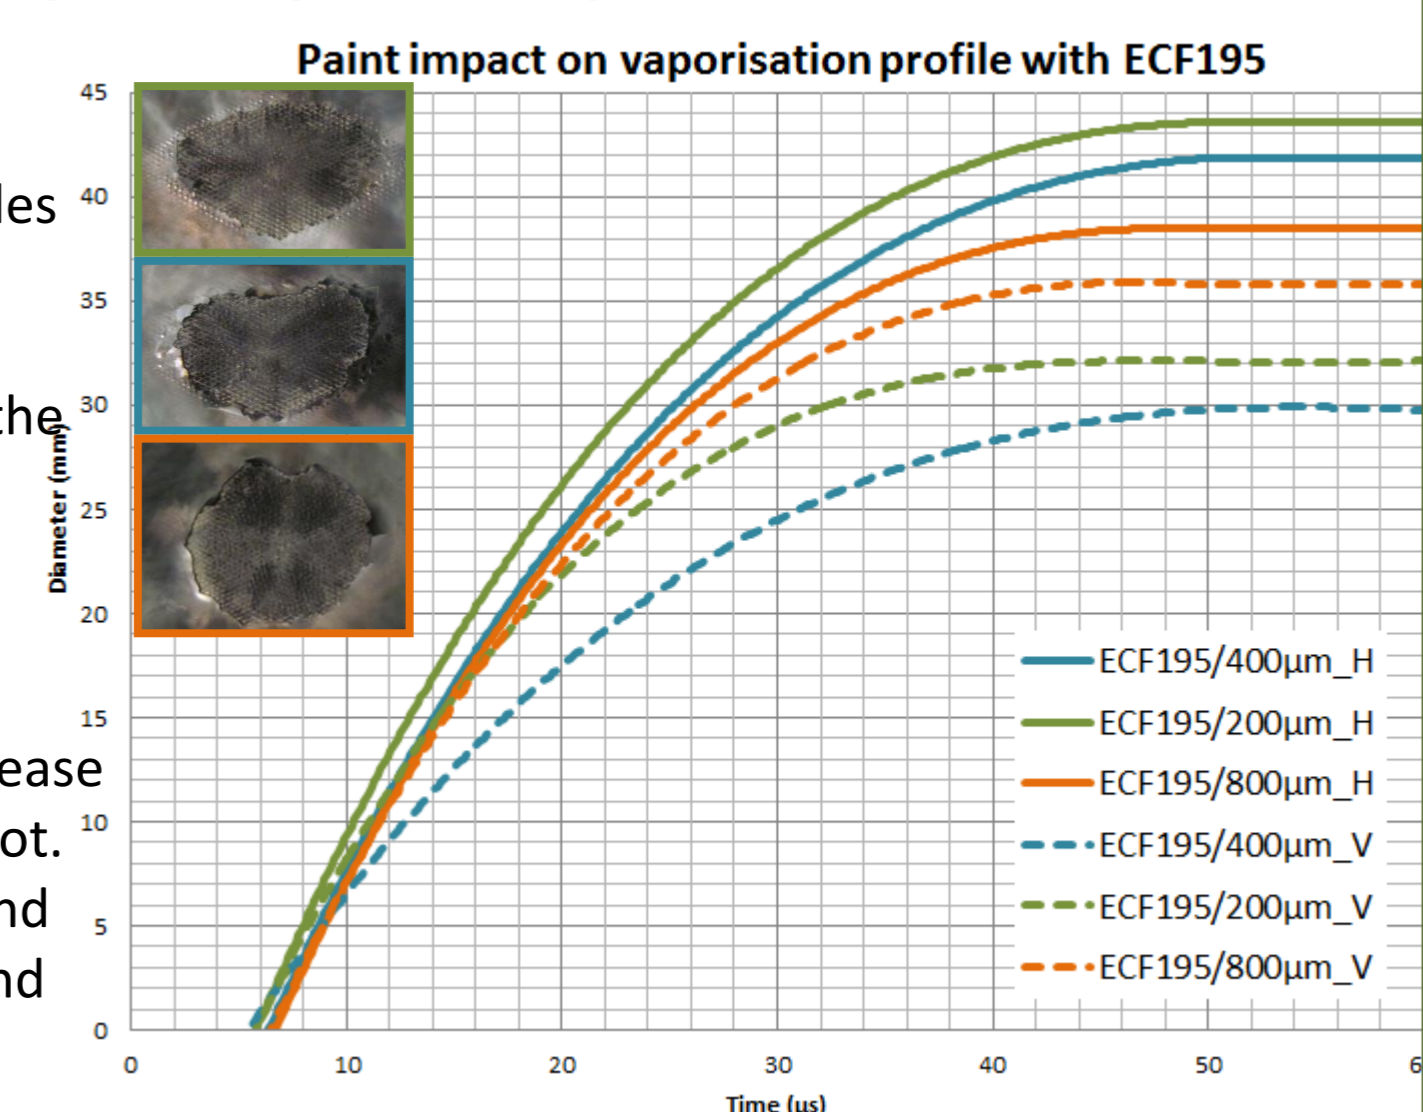 Paint impact on vaporisation profile with ECF195
les
the
ease
ot.
nd
nd
Diameter (mm)
45
40
35
30
25
20
15
10
5
0
0 10 20 30 40 50 6
Time (µs)
ECF195/400µm_H
ECF195/200µm_H
ECF195/800µm_H
ECF195/400µm_V
ECF195/200µm_V
ECF195/800µm_V